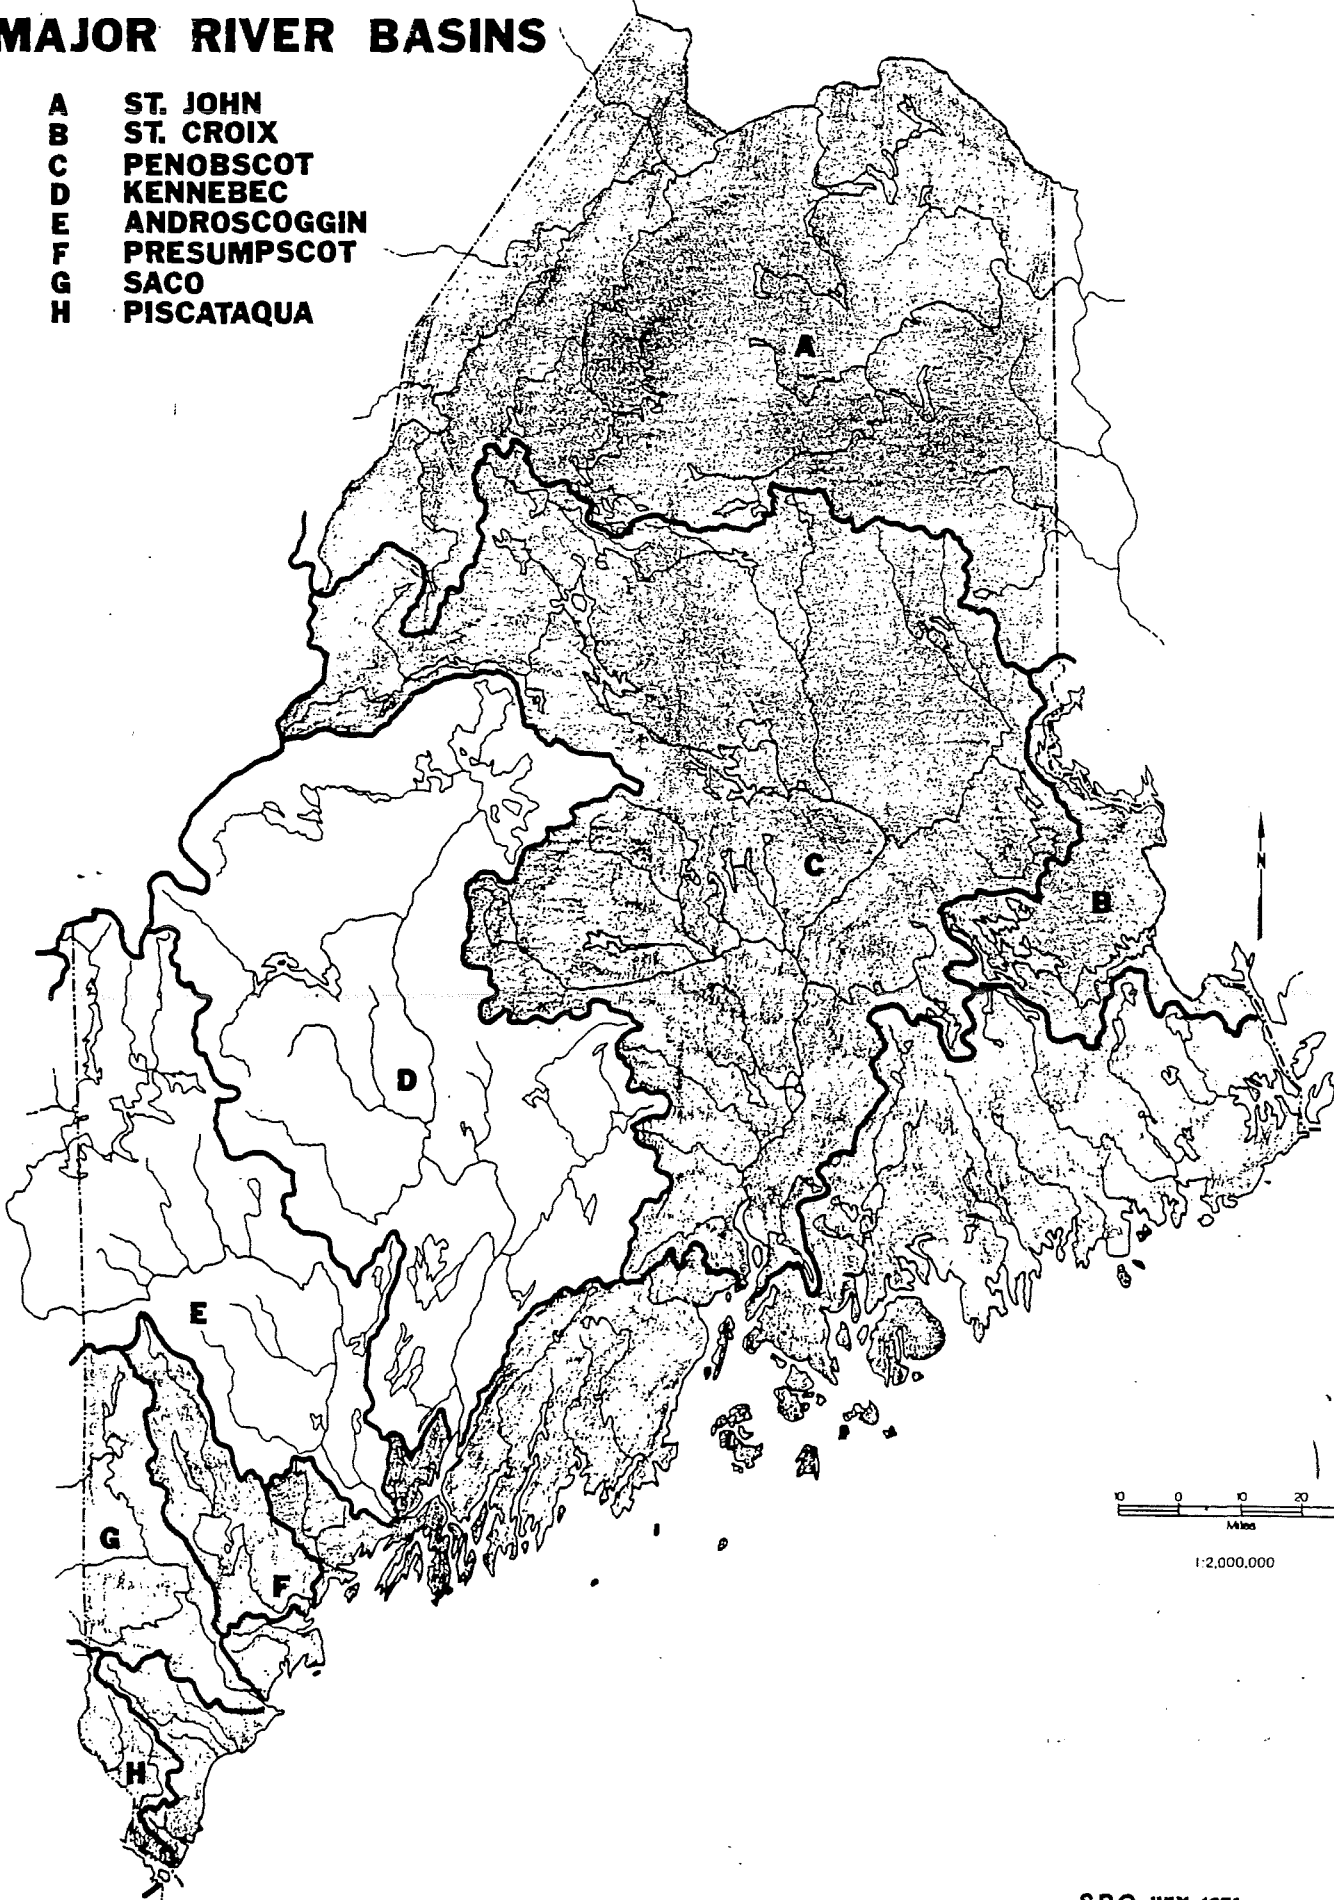 MAJOR RIVER BASINS
A ST. JOHN
B ST. CROIX
C PENOBSCOT
D KENNEBEC
E ANDROSCOGGIN
F PRESUMPSCOT
G SACO
H PISCATAQUA
A
C
B
N
D
E
10 0 10 20
Miles
G
1:2,000,000
F
H